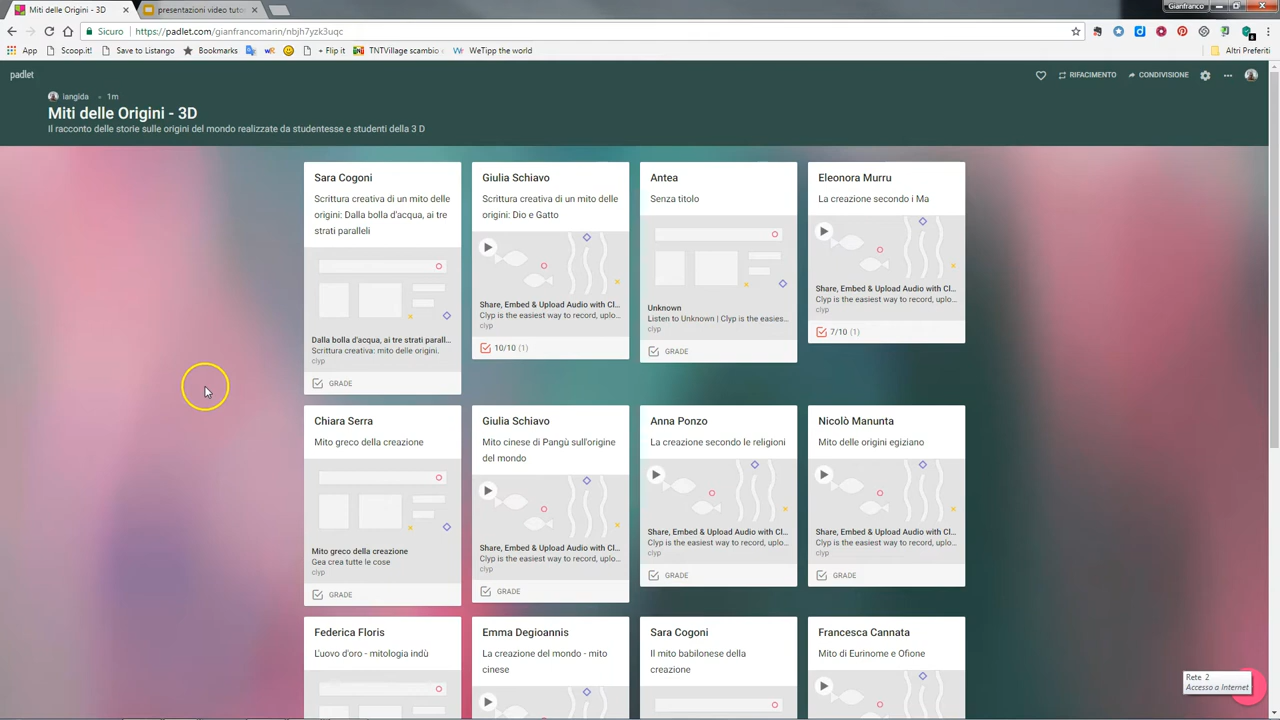 Miti delle Origini - 3D
presentazioni video tuto
Gianfranco
Sicuro
https://padlet.com/gianfrancomarin/nbjh7yzk3uqc
App
Scoop.it!
Save to Listango
Bookmarks
+ Flip it
TNTVillage scambio e
WeTipp the world
Altri Preferiti
padlet
RIFACIMENTO
CONDIVISIONE
iangida
1m
Miti delle Origini - 3D
Il racconto delle storie sulle origini del mondo realizzate da studentesse e studenti della 3 D
Sara Cogoni
Scrittura creativa di un mito delle
origini: Dalla bolla d'acqua, ai tre
strati paralleli
Dalla bolla d'acqua, ai tre strati parall...
Scrittura creativa: mito delle origini.
clyp
GRADE
Giulia Schiavo
Scrittura creativa di un mito delle
origini: Dio e Gatto
Share, Embed & Upload Audio with Cl...
Clyp is the easiest way to record, uplo...
clyp
10/10 (1)
Antea
Senza titolo
Unknown
Listen to Unknown | Clyp is the easies...
clyp
GRADE
Eleonora Murru
La creazione secondo i Ma
Share, Embed & Upload Audio with Cl...
Clyp is the easiest way to record, uplo...
clyp
7/10 (1)
Chiara Serra
Mito greco della creazione
Mito greco della creazione
Gea crea tutte le cose
clyp
GRADE
Giulia Schiavo
Mito cinese di Pangù sull'origine
del mondo
Share, Embed & Upload Audio with Cl...
Clyp is the easiest way to record, uplo...
clyp
GRADE
Anna Ponzo
La creazione secondo le religioni
Share, Embed & Upload Audio with Cl...
Clyp is the easiest way to record, uplo...
clyp
GRADE
Nicolò Manunta
Mito delle origini egiziano
Share, Embed & Upload Audio with Cl...
Clyp is the easiest way to record, uplo...
clyp
GRADE
Federica Floris
L'uovo d'oro - mitologia indù
Emma Degioannis
La creazione del mondo - mito
cinese
Sara Cogoni
Il mito babilonese della
creazione
Francesca Cannata
Mito di Eurinome e Ofione
Rete 2
Accesso a Internet